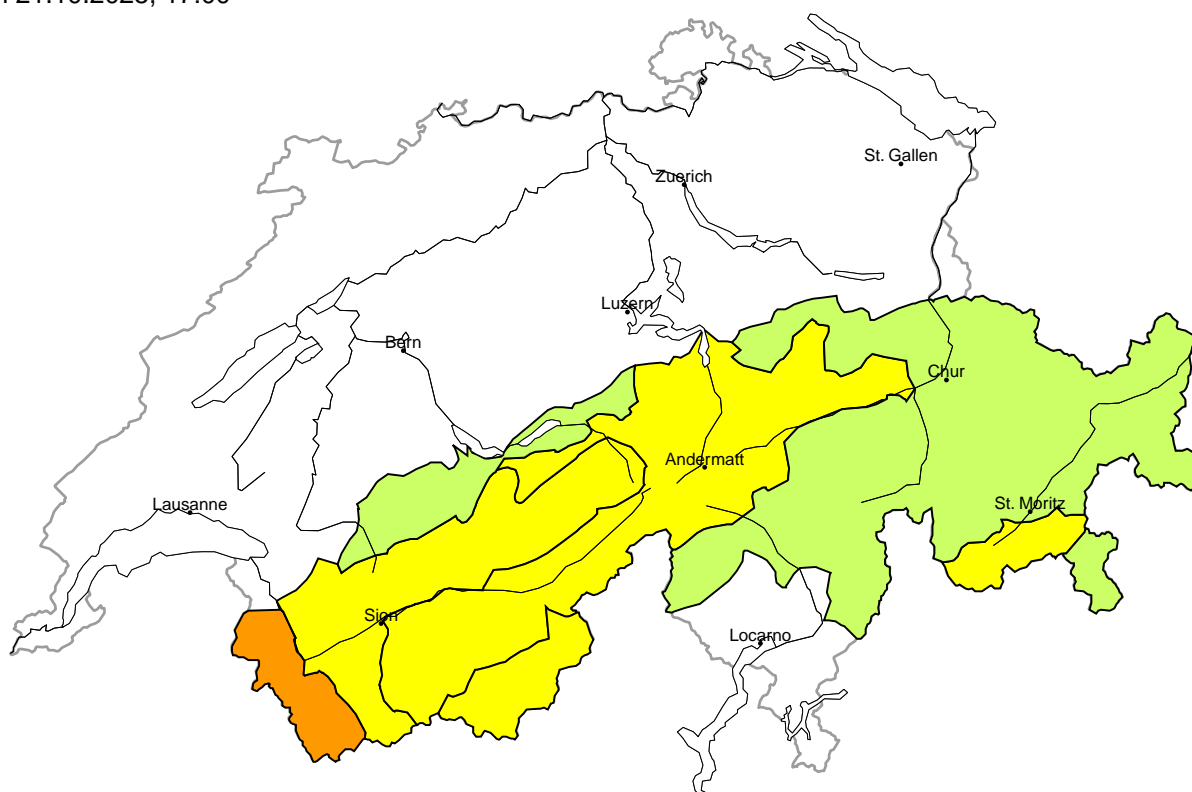 St. Gallen
Zuerich
Luzern
Bern
Chur
Andermatt
Lausanne
St. Moritz
Sion
Locarno